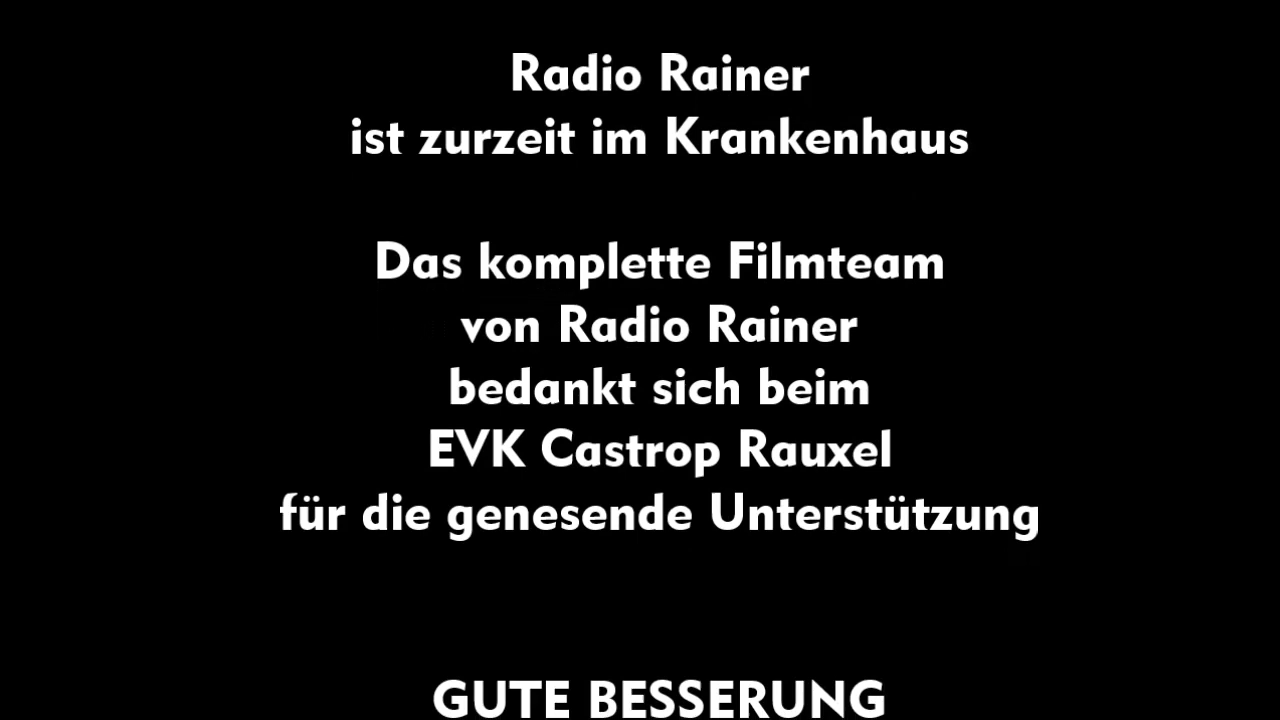 Radio Rainer
ist zurzeit im Krankenhaus
Das komplette Filmteam
von Radio Rainer
bedankt sich beim
EVK Castrop Rauxel
für die genesende Unterstützung
GUTE BESSERUNG